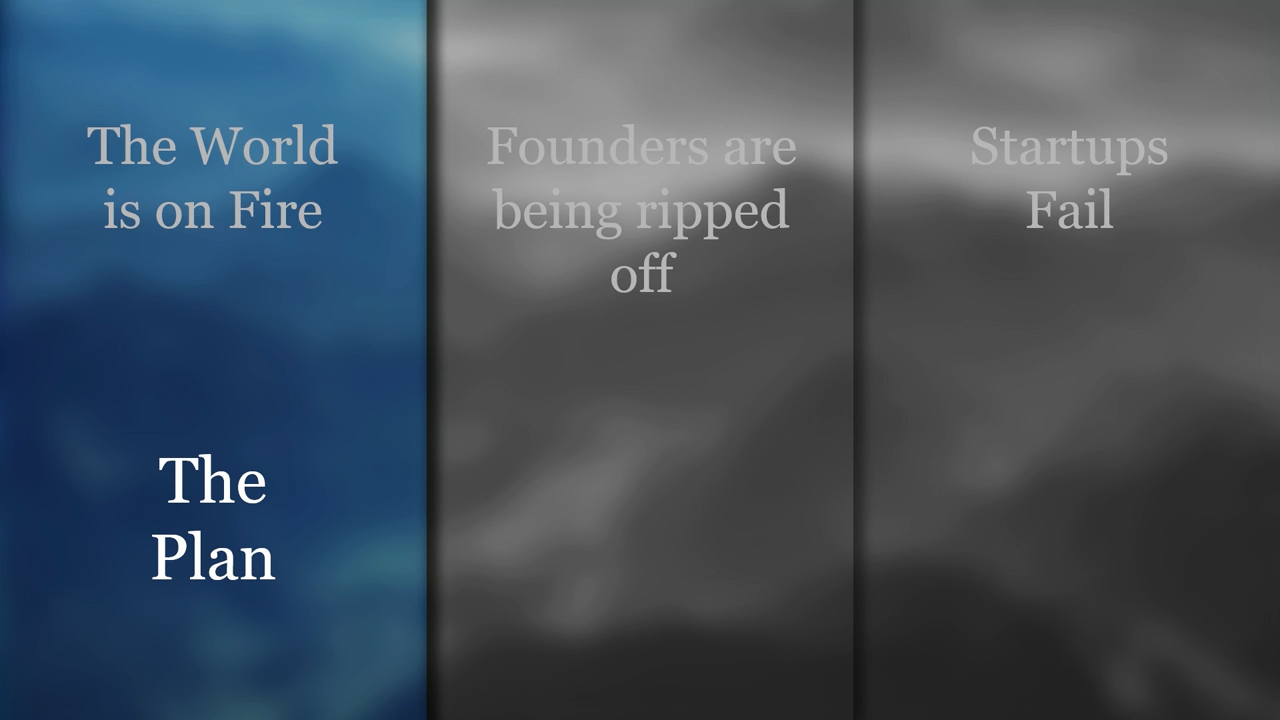 The World
is on Fire
Founders are
being ripped
off
Startups
Fail
The
Plan